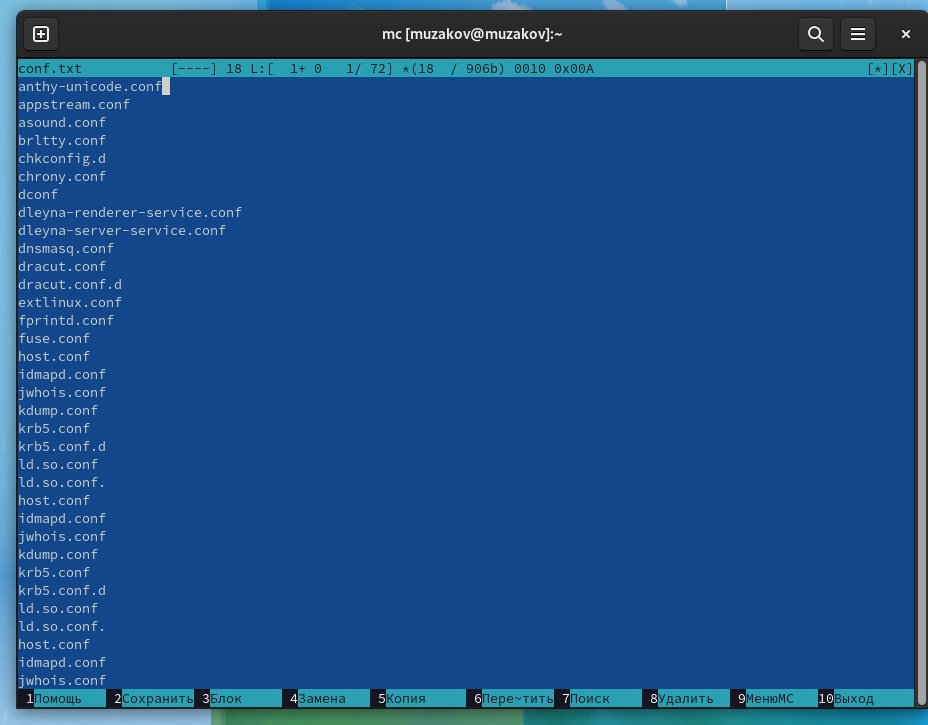 mc [muzakov@muzakov]:~
conf.txt [----] 18 L:[ 1+ 0 1/ 72] *(18 / 906b) 0010 0x00A [*][X]
anthy-unicode.conf
appstream.conf
asound.conf
brltty.conf
chkconfig.d
chrony.conf
dconf
dleyna-renderer-service.conf
dleyna-server-service.conf
dnsmasq.conf
dracut.conf
dracut.conf.d
extlinux.conf
fprintd.conf
fuse.conf
host.conf
idmapd.conf
jwhois.conf
kdump.conf
krb5.conf
krb5.conf.d
ld.so.conf
ld.so.conf.
host.conf
idmapd.conf
jwhois.conf
kdump.conf
krb5.conf
krb5.conf.d
ld.so.conf
ld.so.conf.
host.conf
idmapd.conf
jwhois.conf
1Помощь 2Сохранить 3Блок 4Замена 5Копия 6Пере~тить 7Поиск 8Удалить 9МенюMC 10Выход